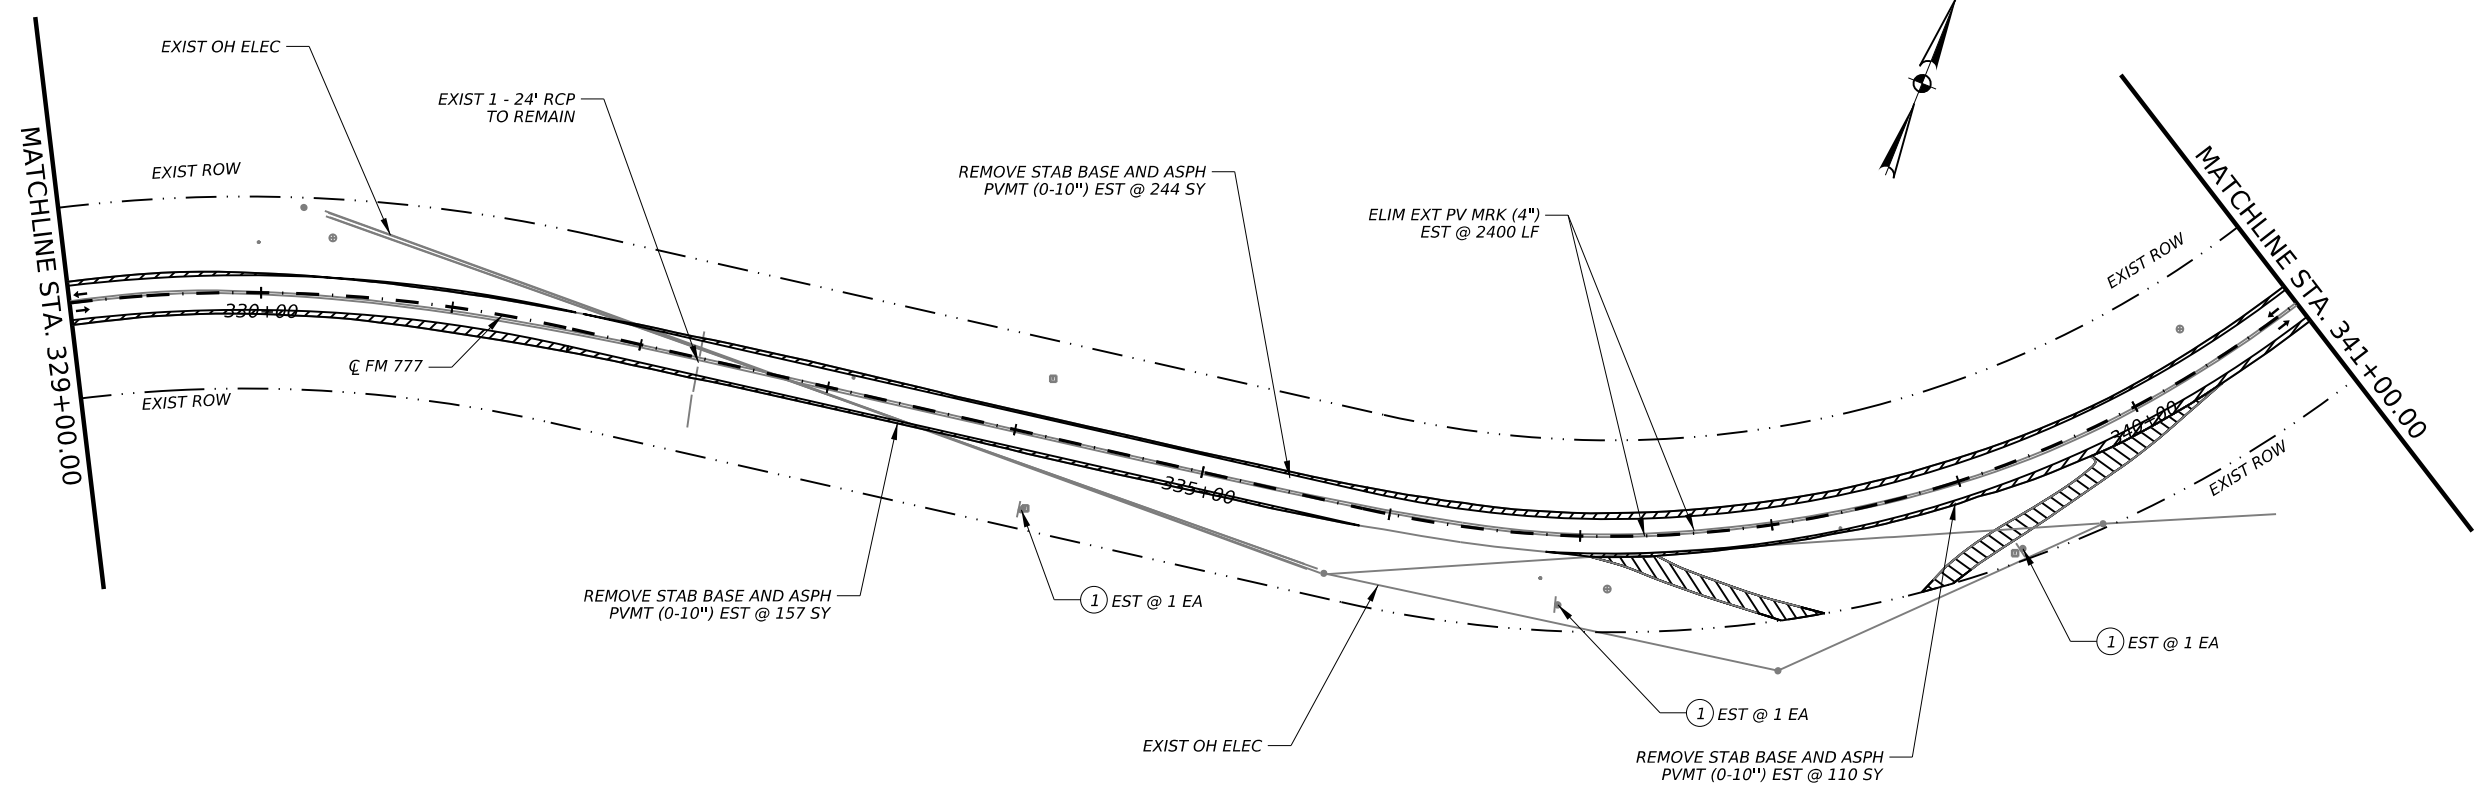 EXIST OH ELEC
EXIST 1 - 24" RCP
TO REMAIN
REMOVE STAB BASE AND ASPH
PVMT (0-10") EST @ 244 SY
ELIM EXT PV MRK (4")
EST @ 2400 LF
MATCHLINE STA. 329+00.00
EXIST ROW
330+00
℄ FM 777
EXIST ROW
335+00
340+00
EXIST ROW
MATCHLINE STA. 341+00.00
EXIST ROW
REMOVE STAB BASE AND ASPH
PVMT (0-10") EST @ 157 SY
1 EST @ 1 EA
1 EST @ 1 EA
1 EST @ 1 EA
EXIST OH ELEC
REMOVE STAB BASE AND ASPH
PVMT (0-10") EST @ 110 SY